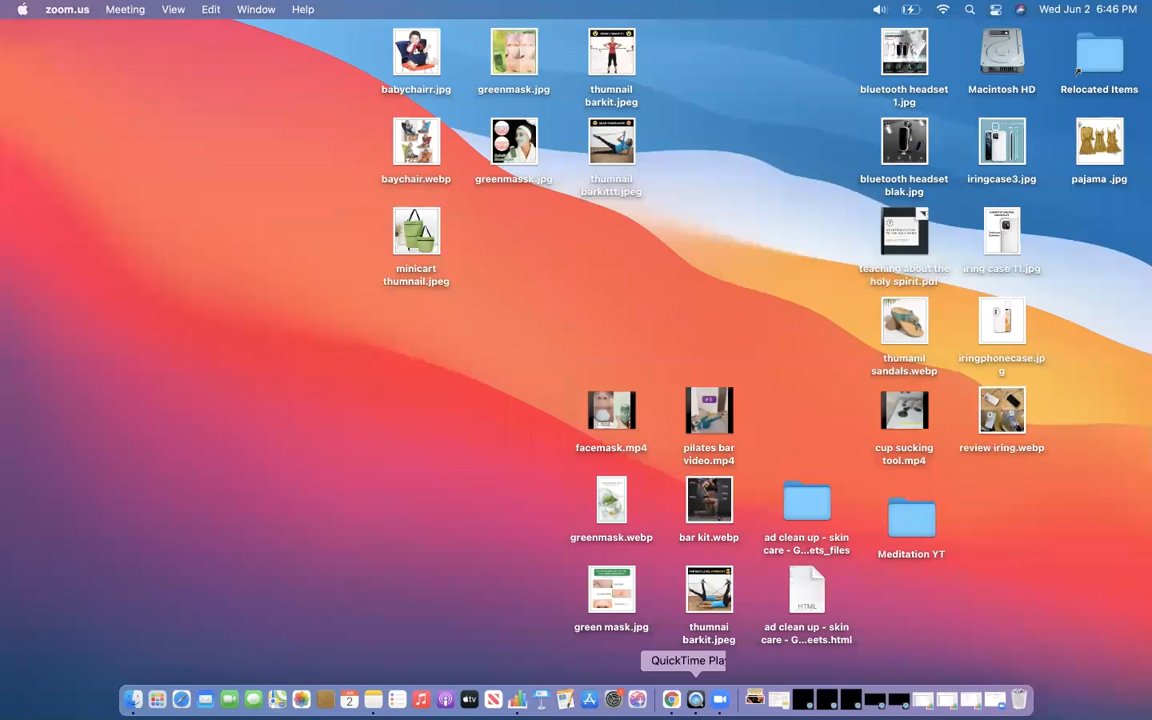 zoom.us Meeting View Edit Window Help Wed Jun 2 6:46 PM
babychairr.jpg
greenmask.jpg
thumnail
barkit.jpeg
bluetooth headset
1.jpg
Macintosh HD
Relocated Items
baychair.webp
greenmassk.jpg
thumbnail
barkittt.jpeg
bluetooth headset
blak.jpg
iringcase3.jpg
pajama .jpg
minicart
thumnail.jpeg
teaching about the
holy spirit.pdf
iring case 11.jpg
thumanil
sandals.webp
iringphonecase.jp
g
facemask.mp4
pilates bar
video.mp4
cup sucking
tool.mp4
review iring.webp
greenmask.webp
bar kit.webp
ad clean up - skin
care - G...ets_files
Meditation YT
green mask.jpg
thumnai
barkit.jpeg
HTML
ad clean up - skin
care - G...eets.html
QuickTime Pla
2